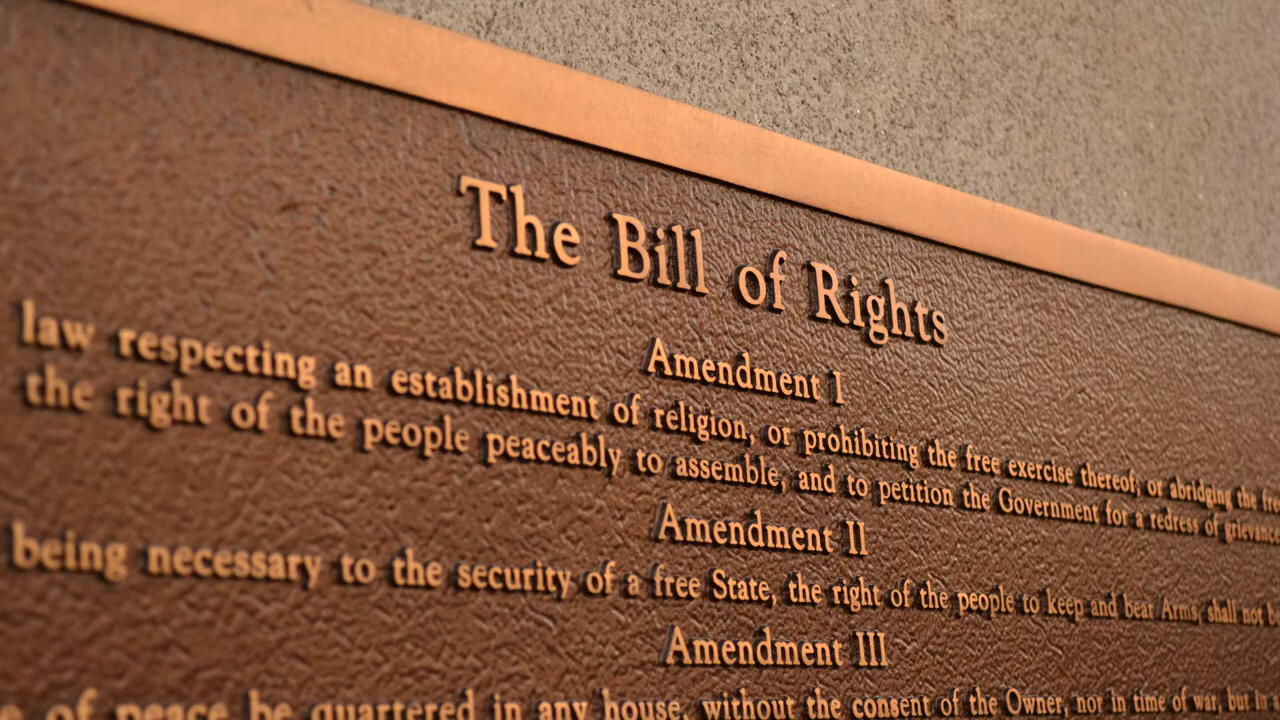 The Bill of Rights
Amendment I
law respecting an establishment of religion, or prohibiting the free exercise thereof; or abridging the
the right of the people peaceably to assemble, and to petition the Government for a redress of
Amendment II
being necessary to the security of a free State, the right of the people to keep and bear Arms, shall not
Amendment III
of peace be quartered in any house, without the consent of the Owner, nor in time of war, but in